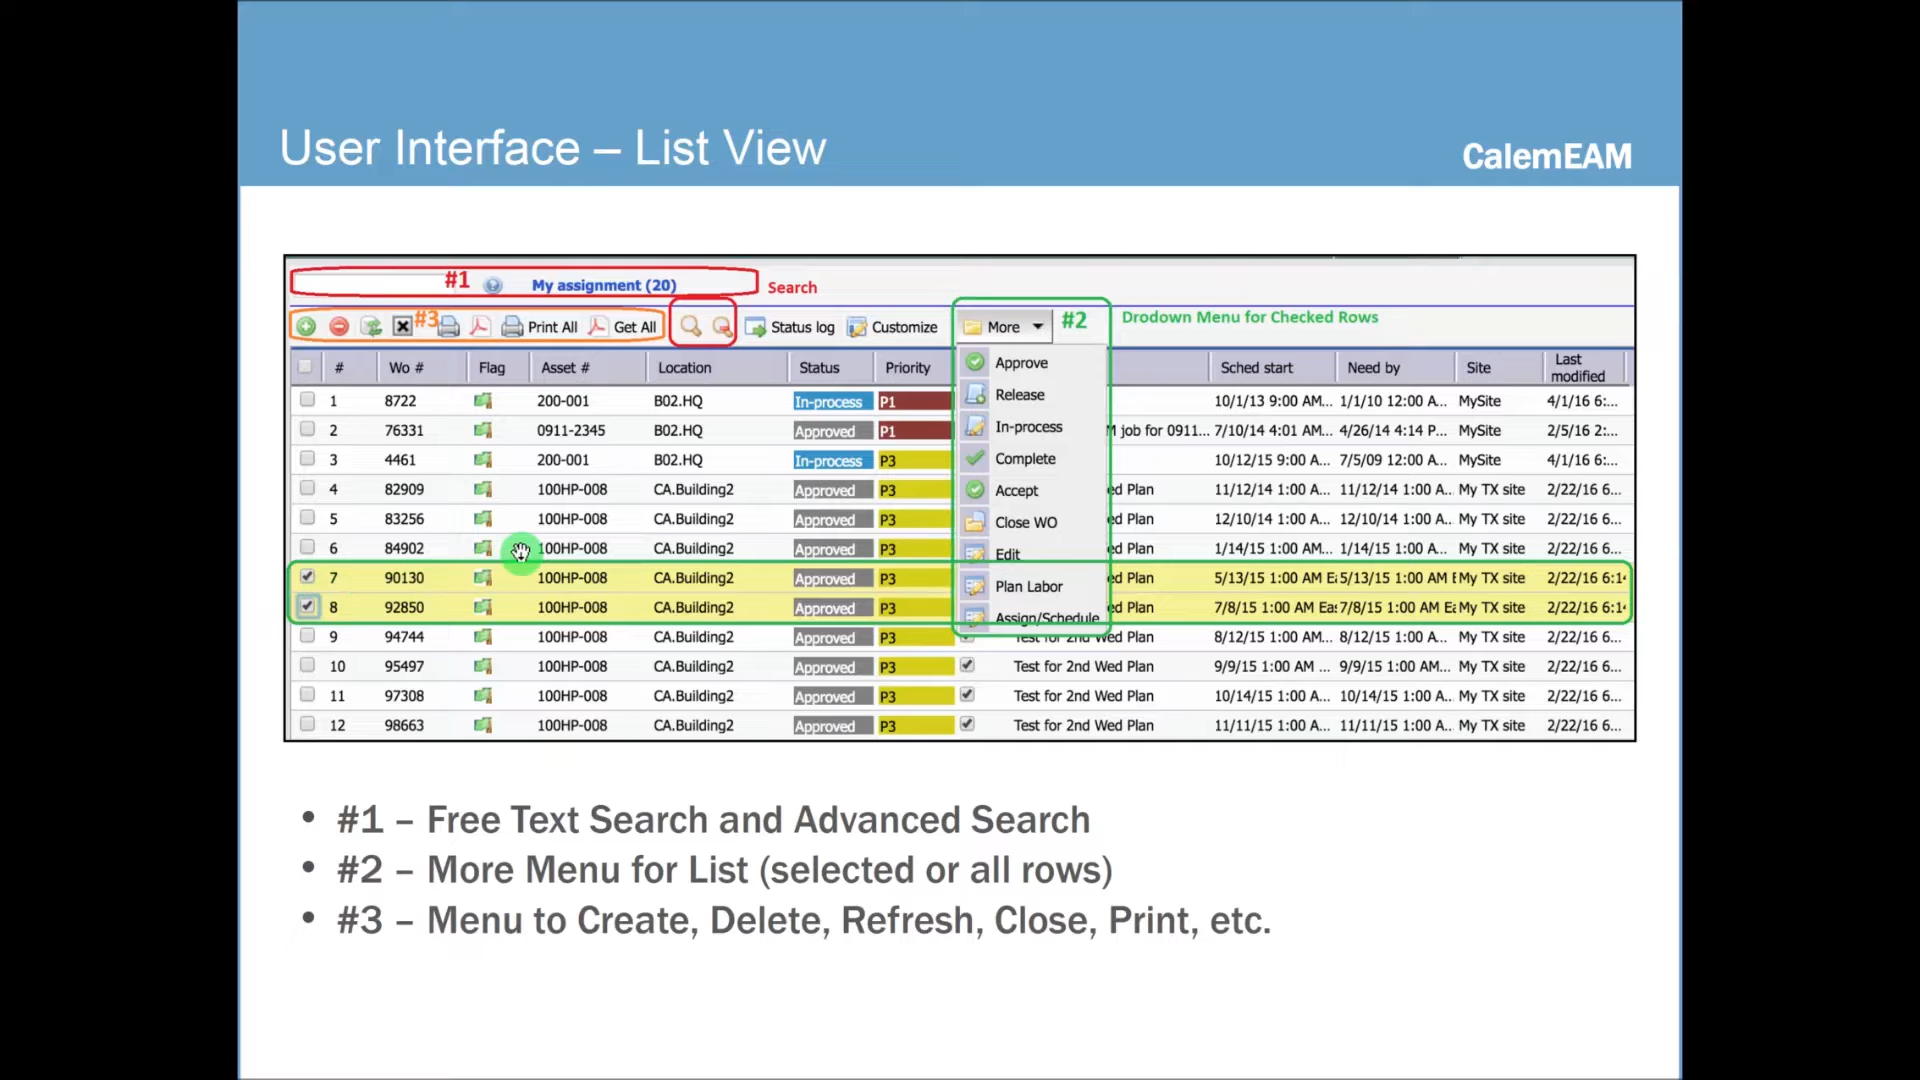 User Interface – List View
CalemEAM
#1 My assignment (20) Search
#3 Print All Get All Status log Customize More #2 Drodown Menu for Checked Rows
# Wo # Flag Asset # Location Status Priority Sched start Need by Site Last modified
1 8722 200-001 B02.HQ In-process P1 10/1/13 9:00 AM... 1/1/10 12:00 A... MySite 4/1/16 6:...
2 76331 0911-2345 B02.HQ Approved P1 M job for 0911... 7/10/14 4:01 AM... 4/26/14 4:14 P... MySite 2/5/16 2:...
3 4461 200-001 B02.HQ In-process P3 10/12/15 9:00 A... 7/5/09 12:00 A... MySite 4/1/16 6:...
4 82909 100HP-008 CA.Building2 Approved P3 ed Plan 11/12/14 1:00 A... 11/12/14 1:00 A... My TX site 2/22/16 6...
5 83256 100HP-008 CA.Building2 Approved P3 ed Plan 12/10/14 1:00 A... 12/10/14 1:00 A... My TX site 2/22/16 6...
6 84902 100HP-008 CA.Building2 Approved P3 ed Plan 1/14/15 1:00 AM... 1/14/15 1:00 A... My TX site 2/22/16 6...
7 90130 100HP-008 CA.Building2 Approved P3 ed Plan 5/13/15 1:00 AM Ea 5/13/15 1:00 AM E My TX site 2/22/16 6:14
8 92850 100HP-008 CA.Building2 Approved P3 ed Plan 7/8/15 1:00 AM Eas 7/8/15 1:00 AM Ea My TX site 2/22/16 6:14
9 94744 100HP-008 CA.Building2 Approved P3 Test for 2nd Wed Plan 8/12/15 1:00 AM... 8/12/15 1:00 A... My TX site 2/22/16 6...
10 95497 100HP-008 CA.Building2 Approved P3 Test for 2nd Wed Plan 9/9/15 1:00 AM ... 9/9/15 1:00 AM... My TX site 2/22/16 6...
11 97308 100HP-008 CA.Building2 Approved P3 Test for 2nd Wed Plan 10/14/15 1:00 A... 10/14/15 1:00 A... My TX site 2/22/16 6...
12 98663 100HP-008 CA.Building2 Approved P3 Test for 2nd Wed Plan 11/11/15 1:00 A... 11/11/15 1:00 A... My TX site 2/22/16 6...
Approve
Release
In-process
Complete
Accept
Close WO
Edit
Plan Labor
Assign/Schedule
• #1 – Free Text Search and Advanced Search
• #2 – More Menu for List (selected or all rows)
• #3 – Menu to Create, Delete, Refresh, Close, Print, etc.